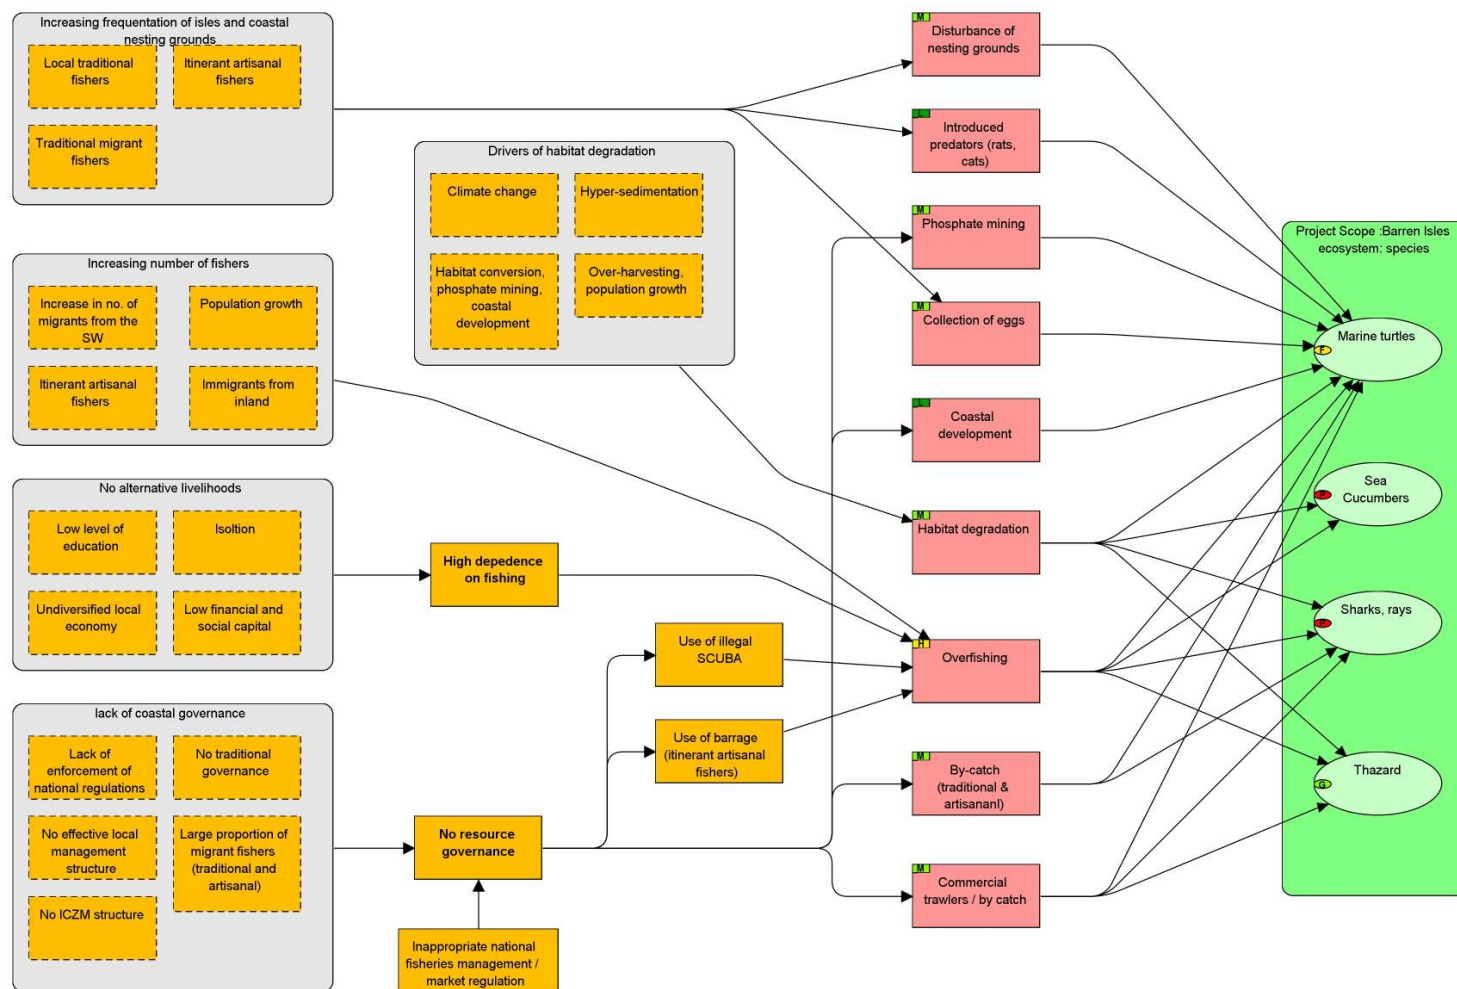 Increasing frequentation of isles and coastal
nesting grounds
Local traditional
fishers
Itinerant artisanal
fishers
Traditional migrant
fishers
Increasing number of fishers
Increase in no. of
migrants from the
SW
Population growth
Itinerant artisanal
fishers
Immigrants from
inland
No alternative livelihoods
Low level of
education
Isoltion
Undiversified local
economy
Low financial and
social capital
lack of coastal governance
Lack of
enforcement of
national regulations
No traditional
governance
No effective local
management
structure
Large proportion of
migrant fishers
(traditional and
artisanal)
No ICZM structure
Drivers of habitat degradation
Climate change
Hyper-sedimentation
Habitat conversion,
phosphate mining,
coastal
development
Over-harvesting,
population growth
High depedence
on fishing
No resource
governance
Inappropriate national
fisheries management /
market regulation
Use of illegal
SCUBA
Use of barrage
(itinerant artisanal
fishers)
M
Disturbance of
nesting grounds
L
Introduced
predators (rats,
cats)
M
Phosphate mining
M
Collection of eggs
L
Coastal
development
M
Habitat degradation
H
Overfishing
M
By-catch
(traditional &
artisananl)
M
Commercial
trawlers / by catch
Project Scope :Barren Isles
ecosystem: species
Marine turtles
F
Sea
Cucumbers
P
Sharks, rays
P
Thazard
G